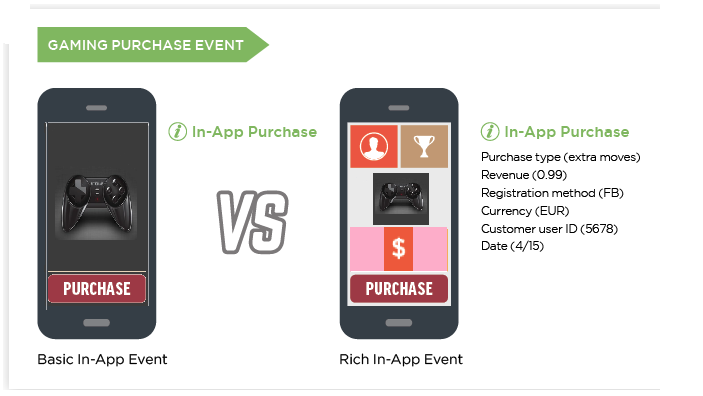 GAMING PURCHASE EVENT
i In-App Purchase
PURCHASE
Basic In-App Event
VS
$
PURCHASE
Rich In-App Event
i In-App Purchase
Purchase type (extra moves)
Revenue (0.99)
Registration method (FB)
Currency (EUR)
Customer user ID (5678)
Date (4/15)